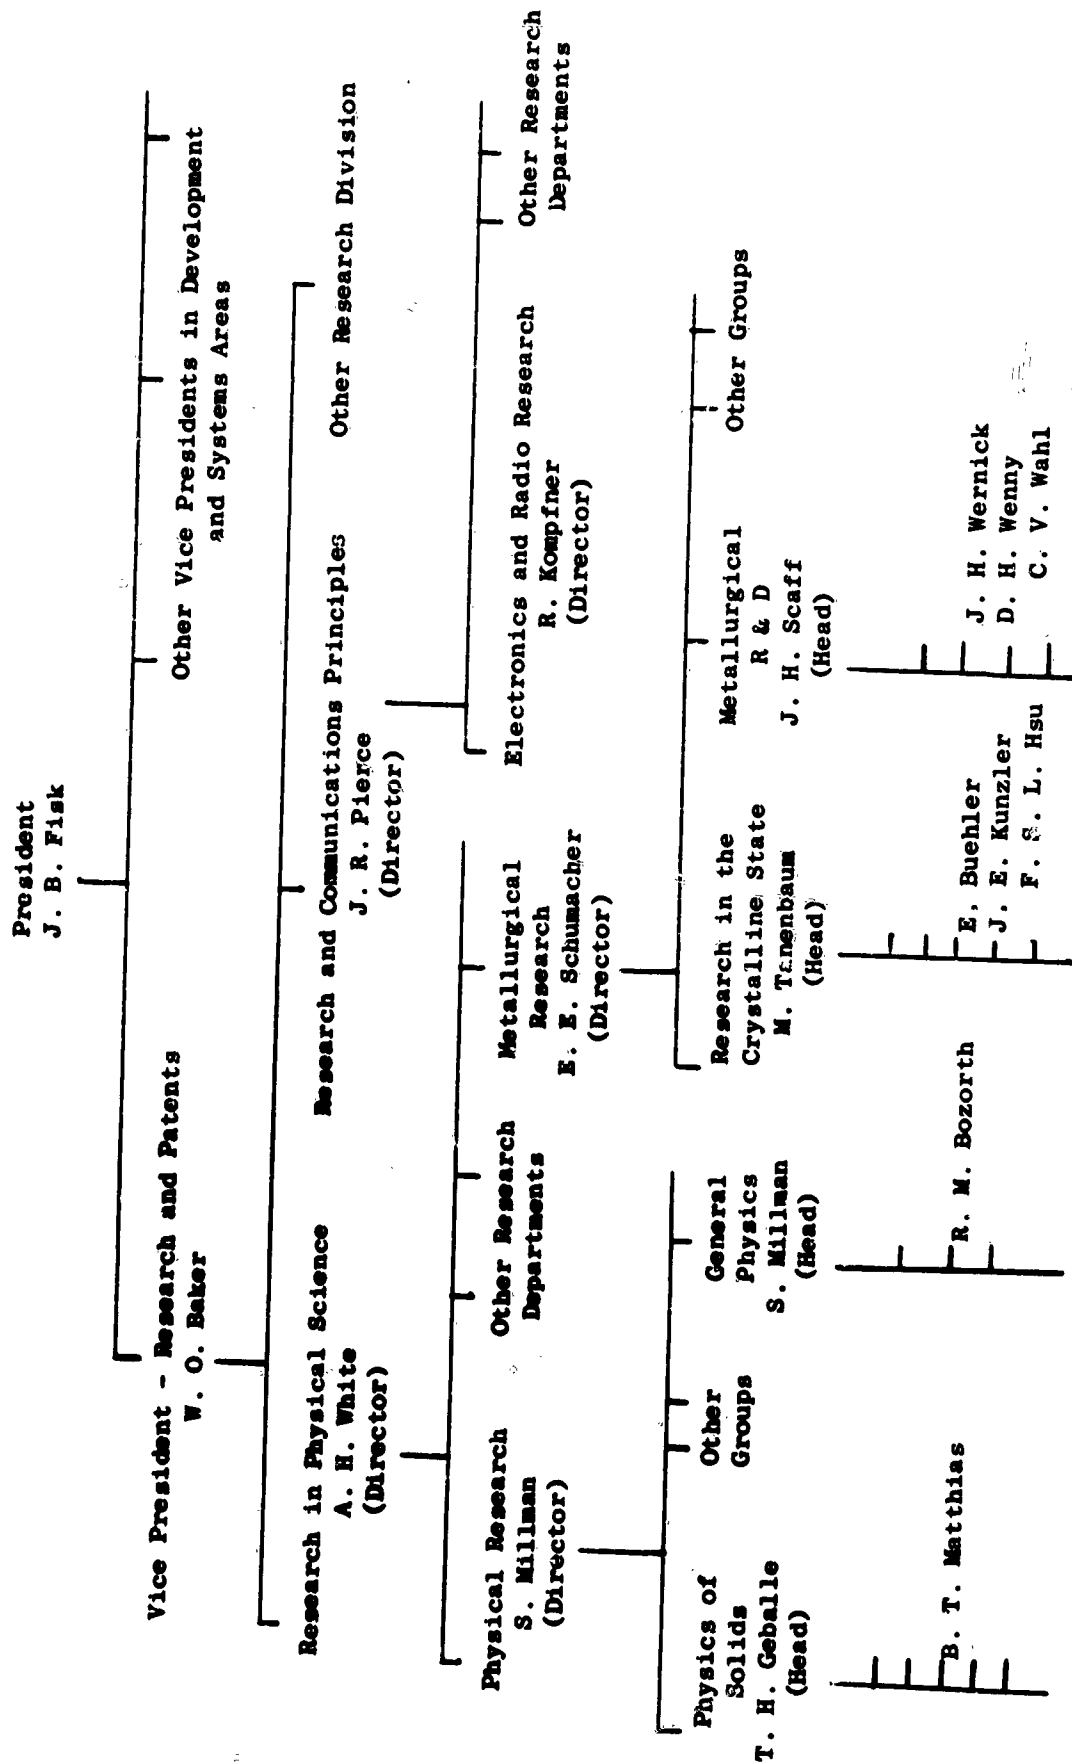 President
J. B. Fisk
Vice President - Research and Patents
W. O. Baker
Other Vice Presidents in Development
and Systems Areas
Research in Physical Science
A. H. White
(Director)
Research and Communications Principles
J. R. Pierce
(Director)
Other Research Division
Physical Research
S. Millman
(Director)
Other Research
Departments
Metallurgical
Research
E. E. Schumacher
(Director)
Electronics and Radio Research
R. Kompfner
(Director)
Other Research
Departments
Physics of
Solids
T. H. Geballe
(Head)
Other
Groups
General
Physics
S. Millman
(Head)
Research in the
Crystalline State
M. Tanenbaum
(Head)
Metallurgical
R & D
J. H. Scaff
(Head)
Other Groups
B. T. Matthias
R. M. Bozorth
E. Buehler
J. E. Kunzler
F. S. L. Hsu
J. H. Wernick
D. H. Wenny
C. V. Wahl